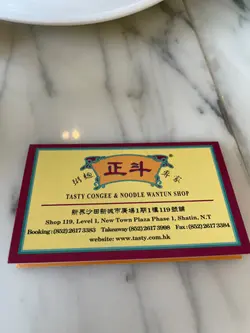 正斗®
粥麵專家
TASTY CONGEE & NOODLE WANTUN SHOP
新界沙田新城市廣場1期1樓119號舖
Shop 119, Level 1, New Town Plaza Phase 1, Shatin, N.T
Booking : (852) 2617 3383 Takeaway (852) 2617 3998 Fax : (852) 2617 3384
website: www.tasty.com.hk